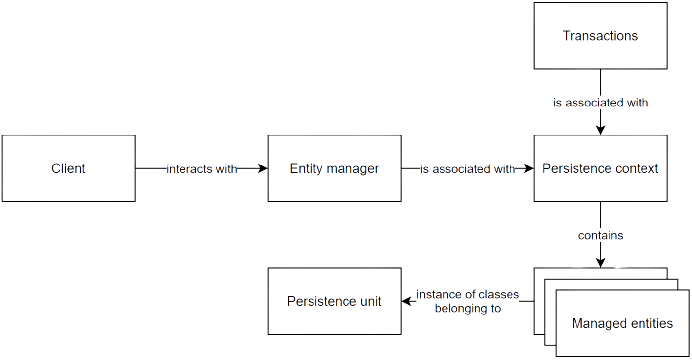 Transactions
is associated with
Client
interacts with
Entity manager
is associated with
Persistence context
contains
Persistence unit
instance of classes
belonging to
Managed entities